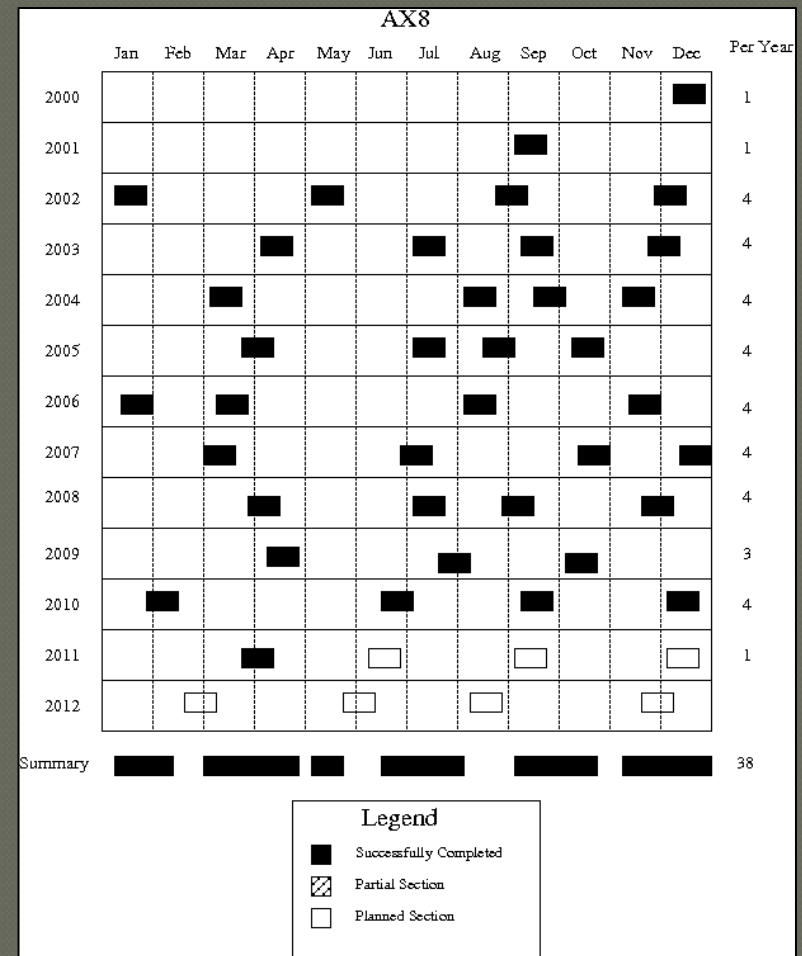 AX8
Jan Feb Mar Apr May Jun Jul Aug Sep Oct Nov Dec Per Year
2000 1
2001 1
2002 4
2003 4
2004 4
2005 4
2006 4
2007 4
2008 4
2009 3
2010 4
2011 1
2012
Summary 38
Legend
Successfully Completed
Partial Section
Planned Section